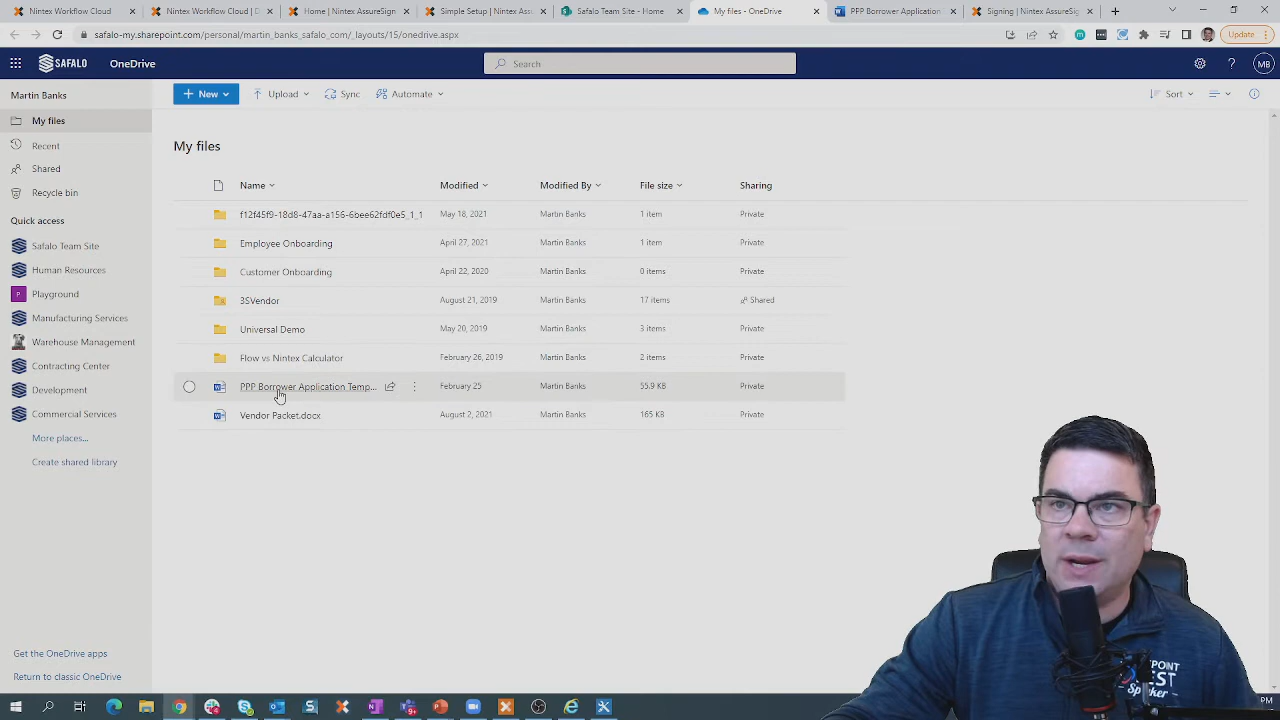 Nintex Workflow Cloud
Nintex Workflow Cloud | D
Home | Nintex AssureSign
Simple Setup | Nintex Assu
Safalo Team Site - Home
My files - OneDrive
PPP Borrower Application
Signing | Nintex AssureSign
safalo-my.sharepoint.com/personal/martin_banks_safalo_com/_layouts/15/onedrive.aspx
Update
SAFALO
OneDrive
Search
MB
Martin Banks
New
Upload
Sync
Automate
Sort
My files
Recent
Shared
Recycle bin
Quick access
Safalo Team Site
Human Resources
Playground
Manufacturing Services
Warehouse Management
Contracting Center
Development
Commercial Services
More places...
Create shared library
Get the OneDrive apps
Return to classic OneDrive
My files
Name Modified Modified By File size Sharing
f12f45f9-18d8-47aa-a156-6bee62fdf0e5_1_1 May 18, 2021 Martin Banks 1 item Private
Employee Onboarding April 27, 2021 Martin Banks 1 item Private
Customer Onboarding April 22, 2020 Martin Banks 0 items Private
3SVendor August 21, 2019 Martin Banks 17 items Shared
Universal Demo May 20, 2019 Martin Banks 3 items Private
Flow vs Nintex Calculator February 26, 2019 Martin Banks 2 items Private
PPP Borrower Application Temp... February 25 Martin Banks 55.9 KB Private
Vendor Packet.docx August 2, 2021 Martin Banks 165 KB Private
Speaker
PM